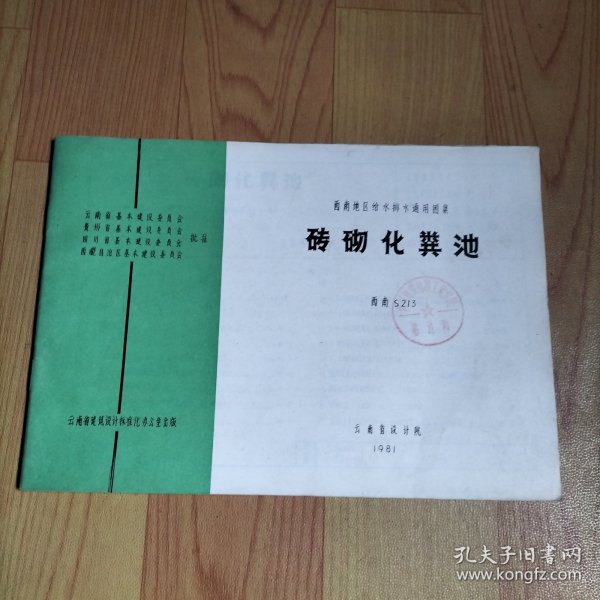 云南省基本建设委员会
贵州省基本建设委员会
四川省基本建设委员会
西藏自治区基本建设委员会
批准
云南省建筑设计标准化办公室出版
西南地区给水排水通用图集
砖砌化粪池
西南 S213
云南省设计院
1981
孔夫子旧书网
www.kongfz.com